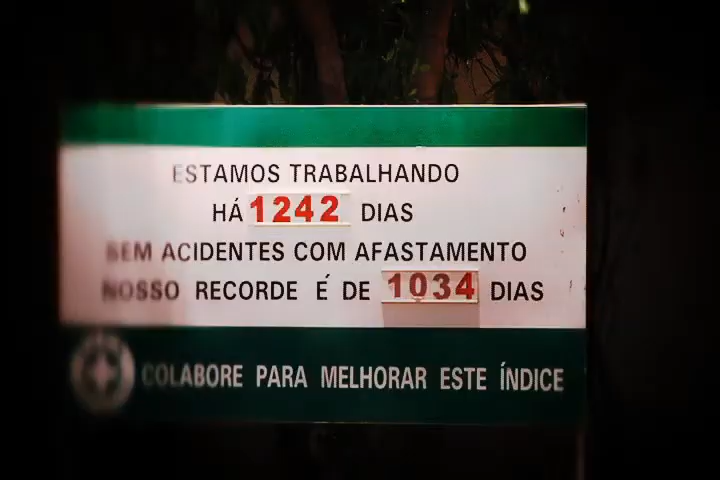 ESTAMOS TRABALHANDO
HÁ 1242 DIAS
SEM ACIDENTES COM AFASTAMENTO
NOSSO RECORDE É DE 1034 DIAS
COLABORE PARA MELHORAR ESTE ÍNDICE